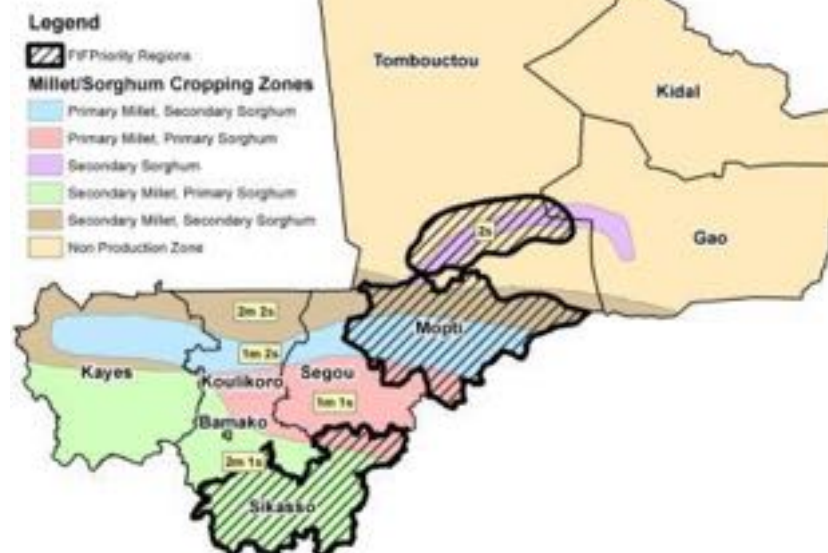 Legend
FtFPriority Regions
Millet/Sorghum Cropping Zones
Primary Millet, Secondary Sorghum
Primary Millet, Primary Sorghum
Secondary Sorghum
Secondary Millet, Primary Sorghum
Secondary Millet, Secondary Sorghum
Non Production Zone
Tombouctou
Kidal
2s
Gao
2m 2s
Mopti
1m 2s
Kayes
Koulikoro
Segou
1m 1s
Bamako
2m 1s
Sikasso